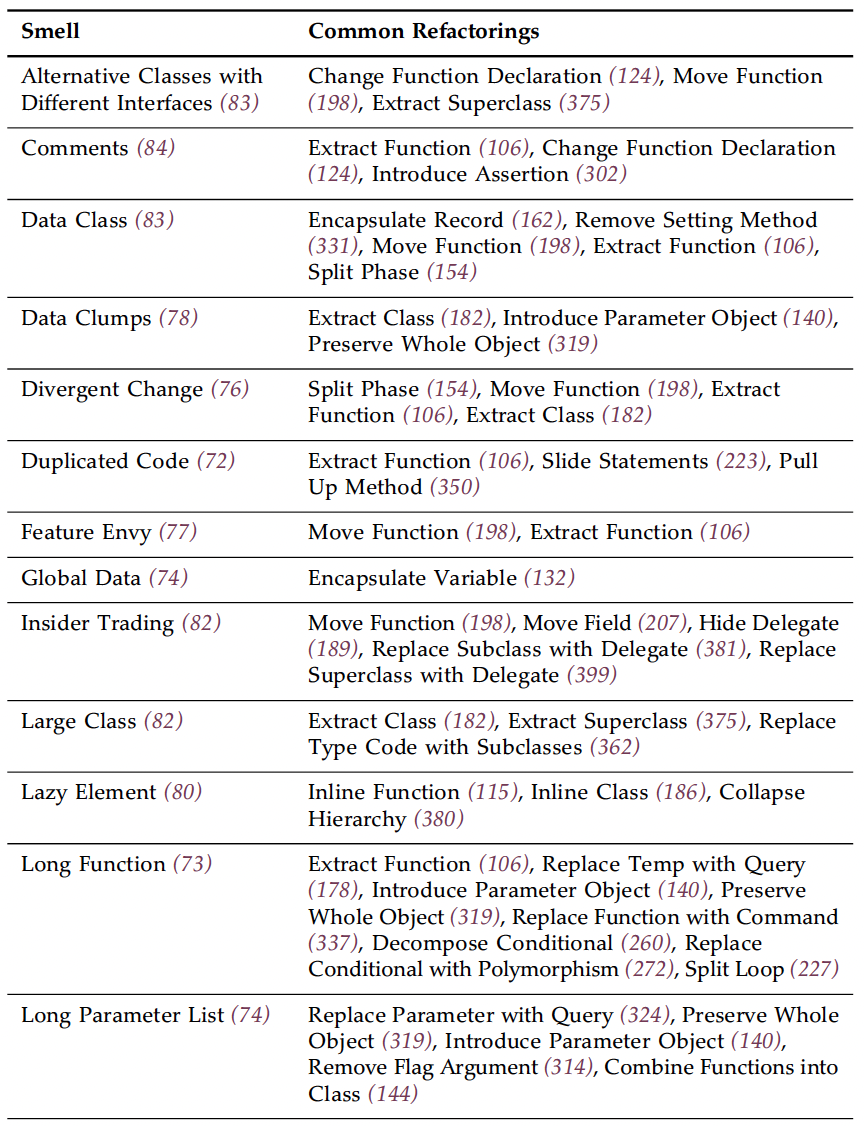 Smell Common Refactorings
Alternative Classes with Change Function Declaration (124), Move Function
Different Interfaces (83) (198), Extract Superclass (375)
Comments (84) Extract Function (106), Change Function Declaration
(124), Introduce Assertion (302)
Data Class (83) Encapsulate Record (162), Remove Setting Method
(331), Move Function (198), Extract Function (106),
Split Phase (154)
Data Clumps (78) Extract Class (182), Introduce Parameter Object (140),
Preserve Whole Object (319)
Divergent Change (76) Split Phase (154), Move Function (198), Extract
Function (106), Extract Class (182)
Duplicated Code (72) Extract Function (106), Slide Statements (223), Pull
Up Method (350)
Feature Envy (77) Move Function (198), Extract Function (106)
Global Data (74) Encapsulate Variable (132)
Insider Trading (82) Move Function (198), Move Field (207), Hide Delegate
(189), Replace Subclass with Delegate (381), Replace
Superclass with Delegate (399)
Large Class (82) Extract Class (182), Extract Superclass (375), Replace
Type Code with Subclasses (362)
Lazy Element (80) Inline Function (115), Inline Class (186), Collapse
Hierarchy (380)
Long Function (73) Extract Function (106), Replace Temp with Query
(178), Introduce Parameter Object (140), Preserve
Whole Object (319), Replace Function with Command
(337), Decompose Conditional (260), Replace
Conditional with Polymorphism (272), Split Loop (227)
Long Parameter List (74) Replace Parameter with Query (324), Preserve Whole
Object (319), Introduce Parameter Object (140),
Remove Flag Argument (314), Combine Functions into
Class (144)